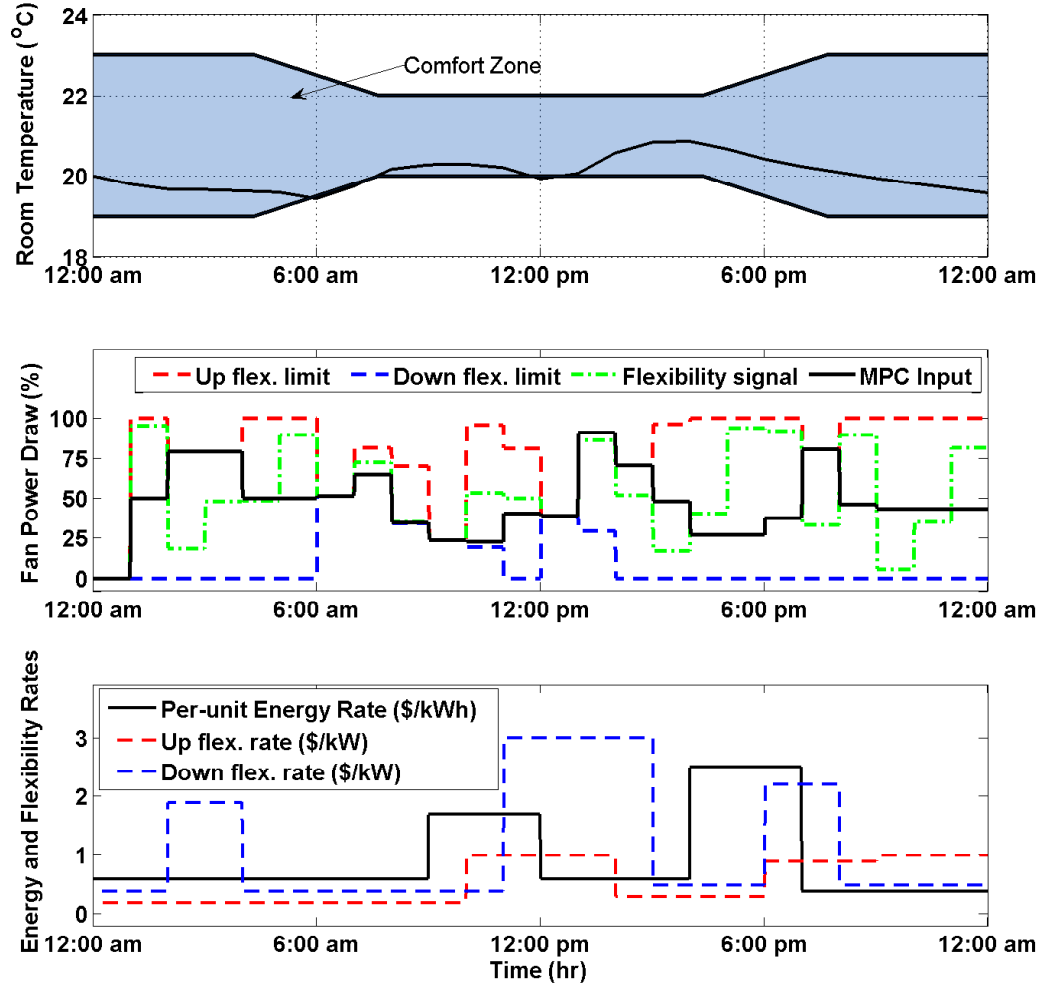 Room Temperature (°C)
24
22
20
18
Comfort Zone
12:00 am
6:00 am
12:00 pm
6:00 pm
12:00 am
Fan Power Draw (%)
100
75
50
25
0
Up flex. limit
Down flex. limit
Flexibility signal
MPC Input
12:00 am
6:00 am
12:00 pm
6:00 pm
12:00 am
Energy and Flexibility Rates
3
2
1
0
Per-unit Energy Rate ($/kWh)
Up flex. rate ($/kW)
Down flex. rate ($/kW)
12:00 am
6:00 am
12:00 pm
6:00 pm
12:00 am
Time (hr)